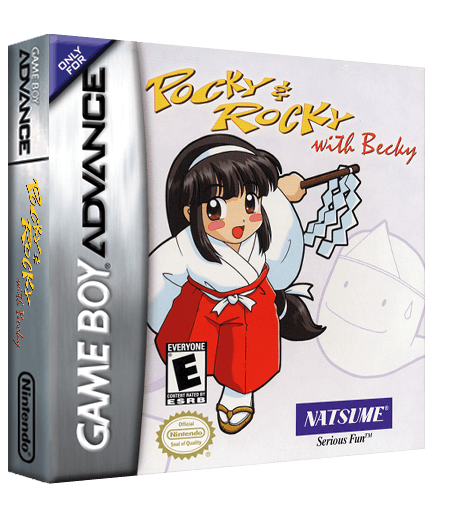 GAME BOY
ADVANCE
Pocky &
Rocky
with Becky
Nintendo
ONLY
FOR
GAME BOY ADVANCE
POCKY &
ROCKY
with Becky
EVERYONE
E
CONTENT RATED BY
ESRB
Official
Nintendo
Seal of Quality
NATSUME®
Serious Fun™